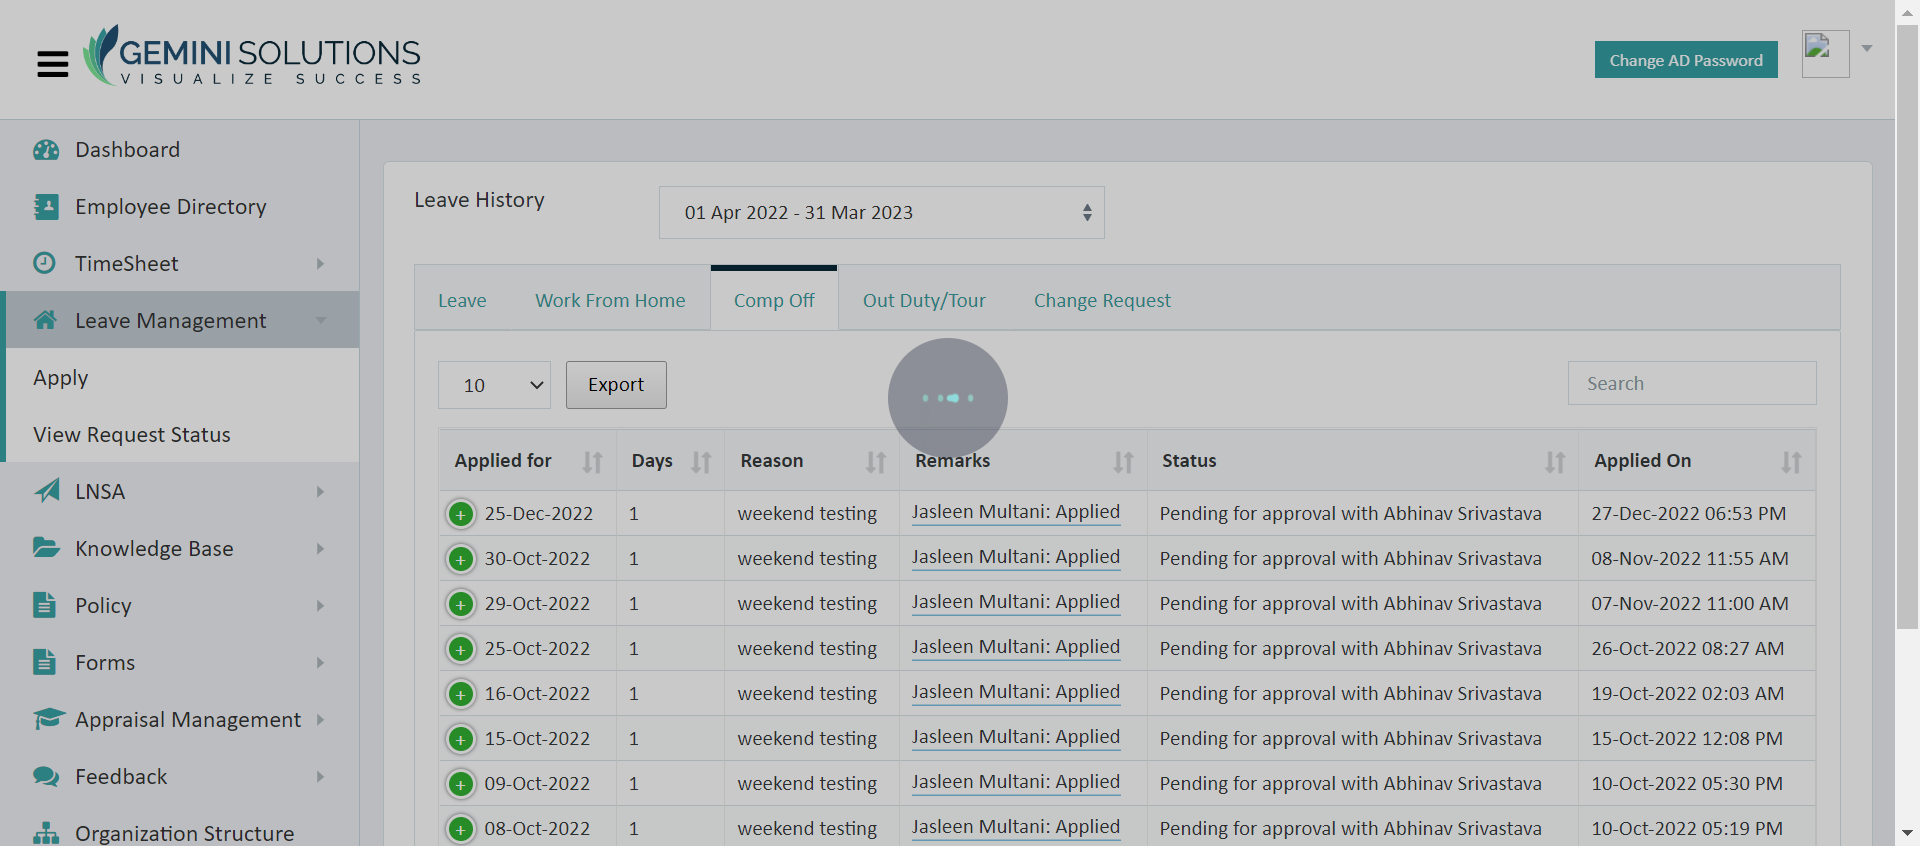 GEMINI SOLUTIONS
VISUALIZE SUCCESS
Change AD Password
Dashboard
Employee Directory
TimeSheet
Leave Management
Apply
View Request Status
LNSA
Knowledge Base
Policy
Forms
Appraisal Management
Feedback
Organization Structure
Leave History
01 Apr 2022 - 31 Mar 2023
Leave Work From Home Comp Off Out Duty/Tour Change Request
10 Export Search
Applied for Days Reason Remarks Status Applied On
25-Dec-2022 1 weekend testing Jasleen Multani: Applied Pending for approval with Abhinav Srivastava 27-Dec-2022 06:53 PM
30-Oct-2022 1 weekend testing Jasleen Multani: Applied Pending for approval with Abhinav Srivastava 08-Nov-2022 11:55 AM
29-Oct-2022 1 weekend testing Jasleen Multani: Applied Pending for approval with Abhinav Srivastava 07-Nov-2022 11:00 AM
25-Oct-2022 1 weekend testing Jasleen Multani: Applied Pending for approval with Abhinav Srivastava 26-Oct-2022 08:27 AM
16-Oct-2022 1 weekend testing Jasleen Multani: Applied Pending for approval with Abhinav Srivastava 19-Oct-2022 02:03 AM
15-Oct-2022 1 weekend testing Jasleen Multani: Applied Pending for approval with Abhinav Srivastava 15-Oct-2022 12:08 PM
09-Oct-2022 1 weekend testing Jasleen Multani: Applied Pending for approval with Abhinav Srivastava 10-Oct-2022 05:30 PM
08-Oct-2022 1 weekend testing Jasleen Multani: Applied Pending for approval with Abhinav Srivastava 10-Oct-2022 05:19 PM